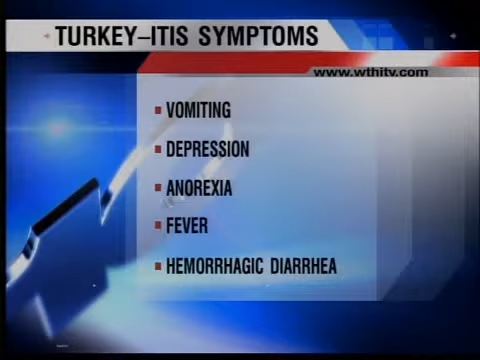 TURKEY–ITIS SYMPTOMS
www.wthitv.com
VOMITING
DEPRESSION
ANOREXIA
FEVER
HEMORRHAGIC DIARRHEA